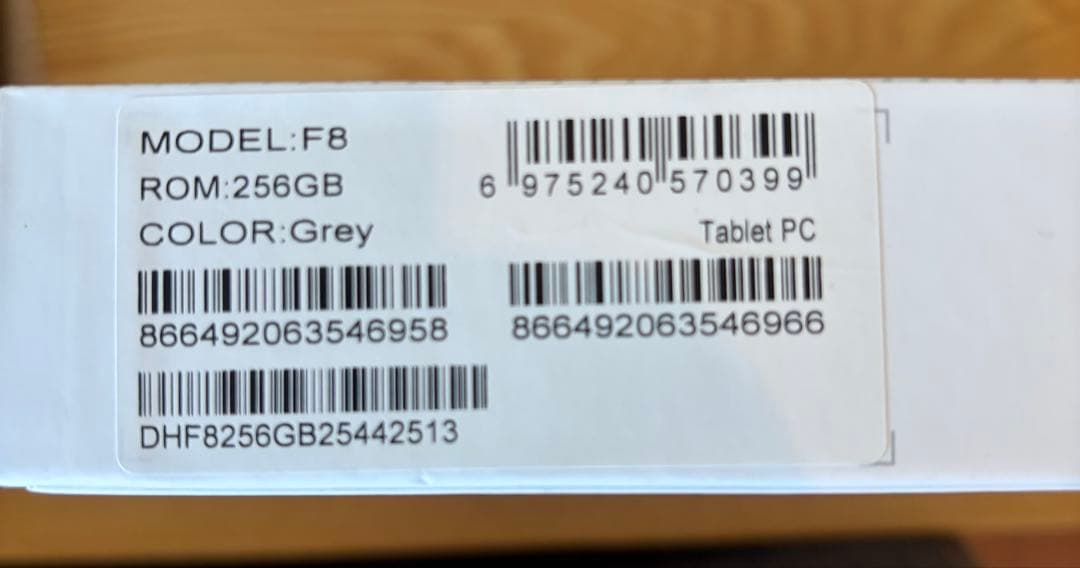 MODEL:F8
ROM:256GB
COLOR:Grey
6 975240 570399
Tablet PC
866492063546958
866492063546966
DHF8256GB25442513